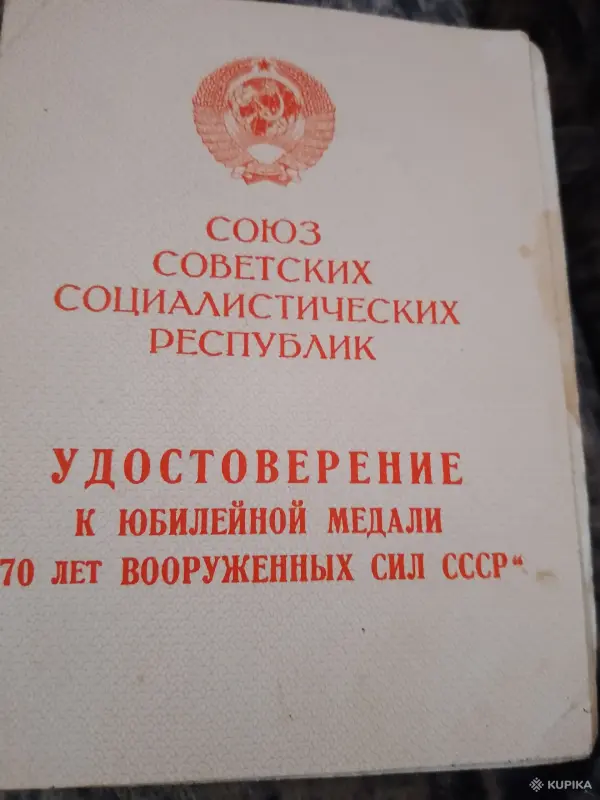 СОЮЗ
СОВЕТСКИХ
СОЦИАЛИСТИЧЕСКИХ
РЕСПУБЛИК
УДОСТОВЕРЕНИЕ
К ЮБИЛЕЙНОЙ МЕДАЛИ
70 ЛЕТ ВООРУЖЕННЫХ СИЛ СССР“
KUPIKA